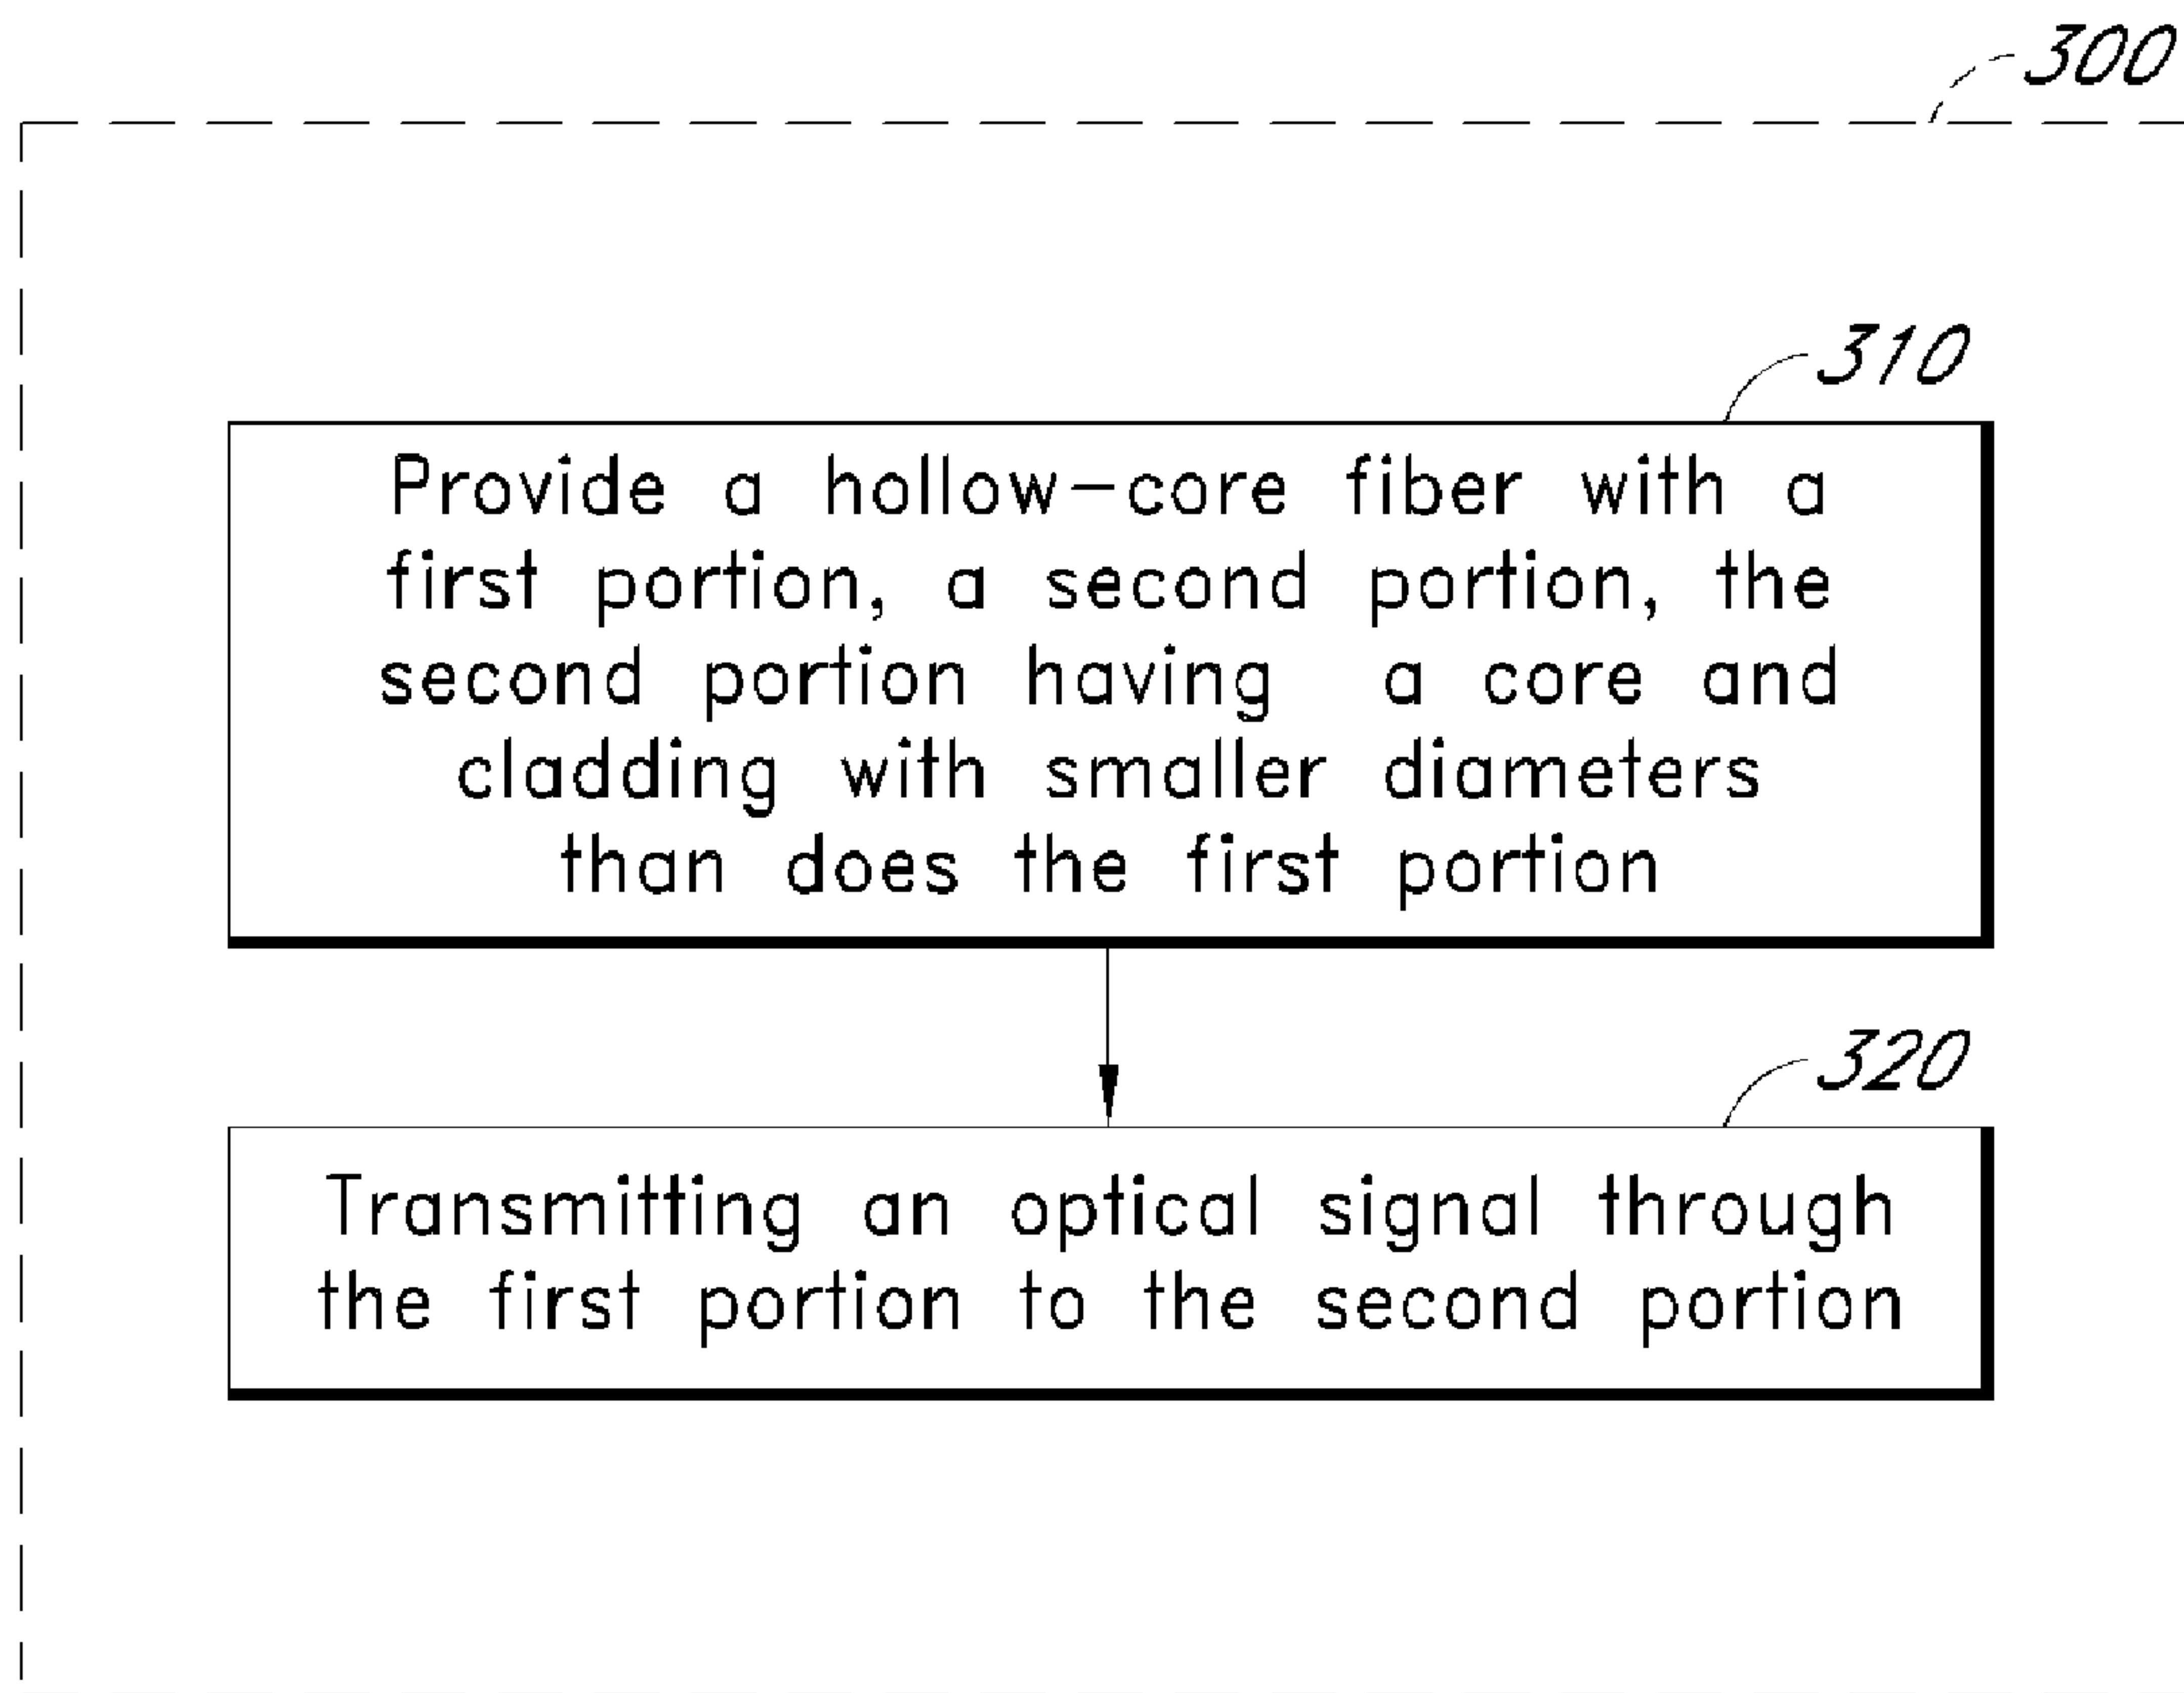 300
310
Provide a hollow-core fiber with a
first portion, a second portion, the
second portion having a core and
cladding with smaller diameters
than does the first portion
320
Transmitting an optical signal through
the first portion to the second portion